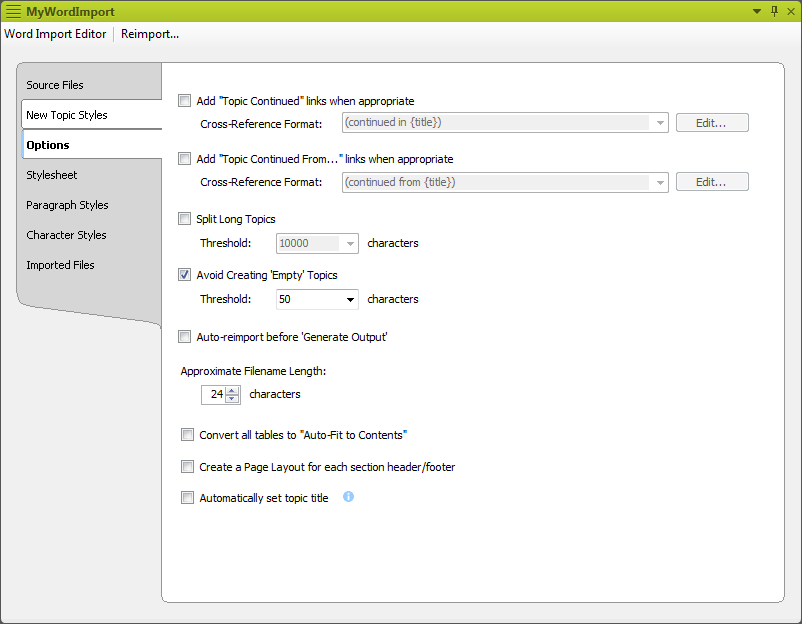 MyWordImport
Word Import Editor Reimport...
Source Files
New Topic Styles
Options
Stylesheet
Paragraph Styles
Character Styles
Imported Files
Add "Topic Continued" links when appropriate
Cross-Reference Format: (continued in {title}) Edit...
Add "Topic Continued From..." links when appropriate
Cross-Reference Format: (continued from {title}) Edit...
Split Long Topics
Threshold: 10000 characters
Avoid Creating 'Empty' Topics
Threshold: 50 characters
Auto-reimport before 'Generate Output'
Approximate Filename Length:
24 characters
Convert all tables to "Auto-Fit to Contents"
Create a Page Layout for each section header/footer
Automatically set topic title